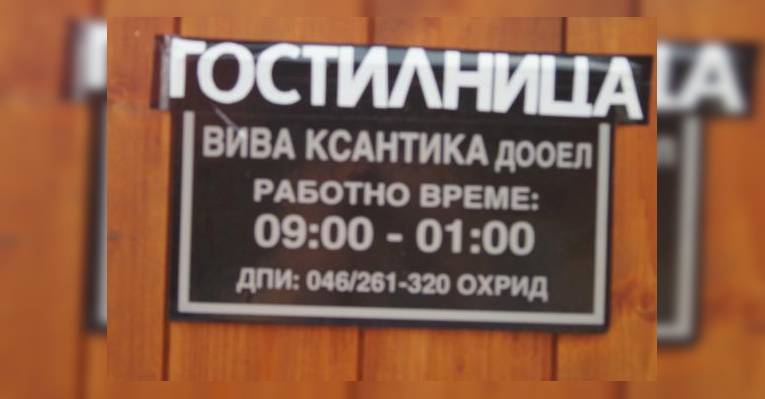 ГОСТИЛНИЦА
ВИВА КСАНТИКА ДООЕЛ
РАБОТНО ВРЕМЕ:
09:00 - 01:00
ДПИ: 046/261-320 ОХРИД